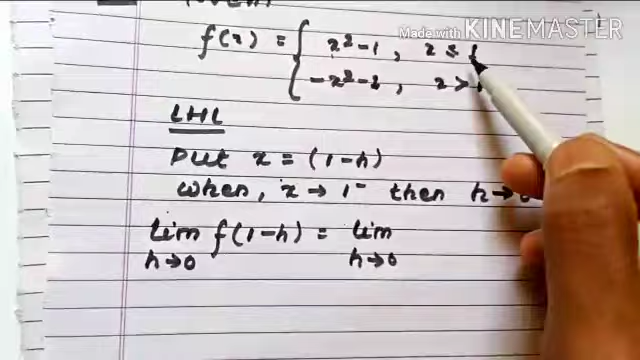 Made with KINEMASTER
f(x) = { x² - 1 , x ≤ 1
{ -x² - 1 , x > 1
LHL
Put x = (1-h)
when, x → 1⁻ then h → 0
lim f(1-h) = lim
h→0 h→0